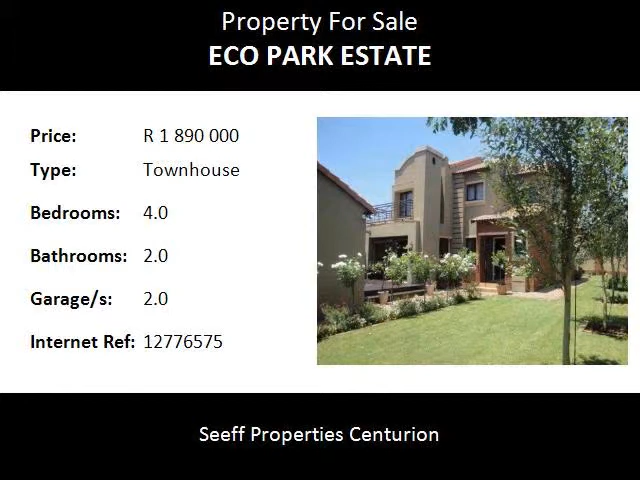 Property For Sale
ECO PARK ESTATE
Price: R 1 890 000
Type: Townhouse
Bedrooms: 4.0
Bathrooms: 2.0
Garage/s: 2.0
Internet Ref: 12776575
Seeff Properties Centurion